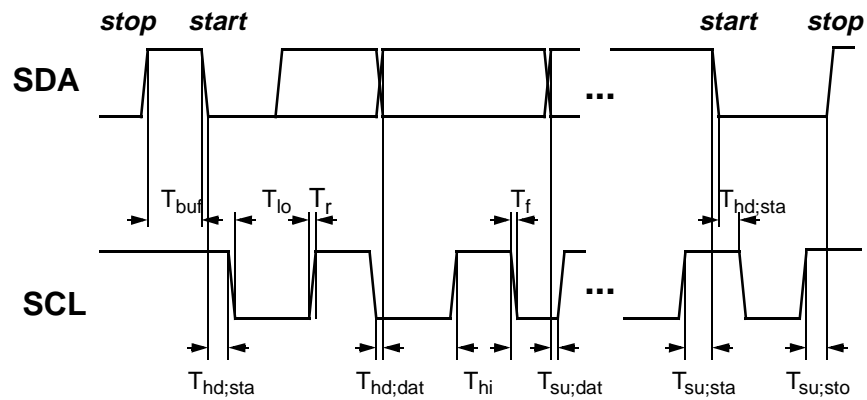 stop start start stop
SDA ...
T_buf T_lo T_r T_f T_hd;sta
SCL ...
T_hd;sta T_hd;dat T_hi T_su;dat T_su;sta T_su;sto